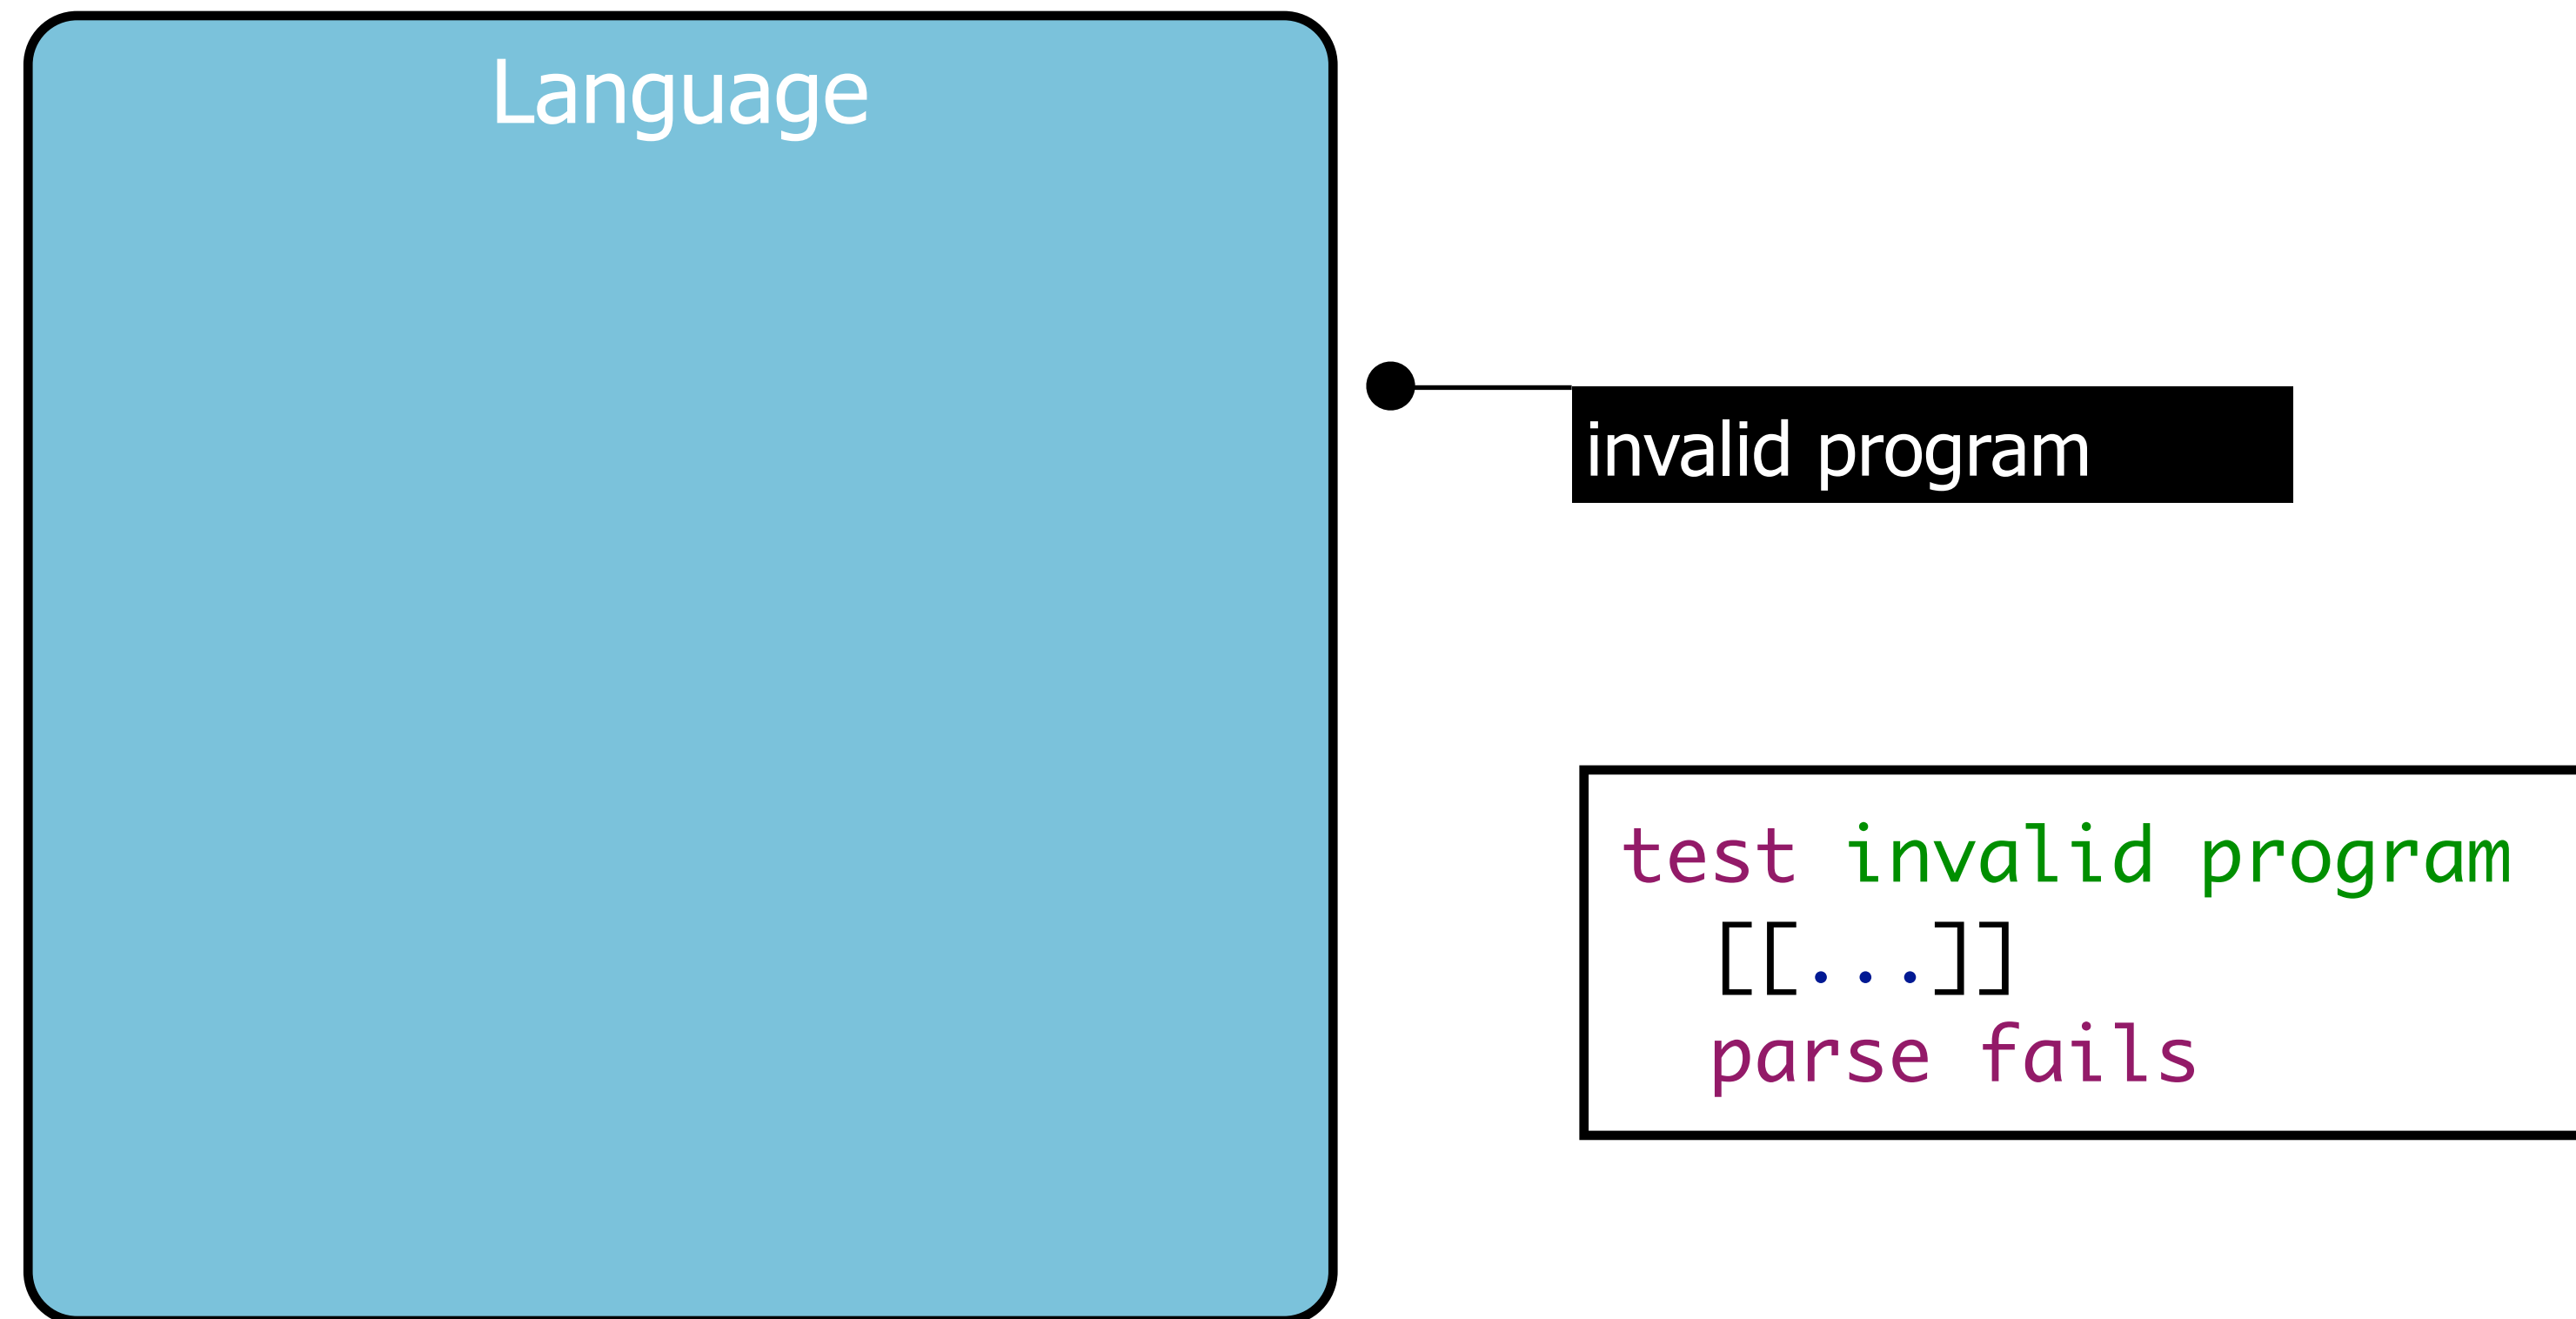 Language
invalid program
test invalid program
[[...]]
parse fails